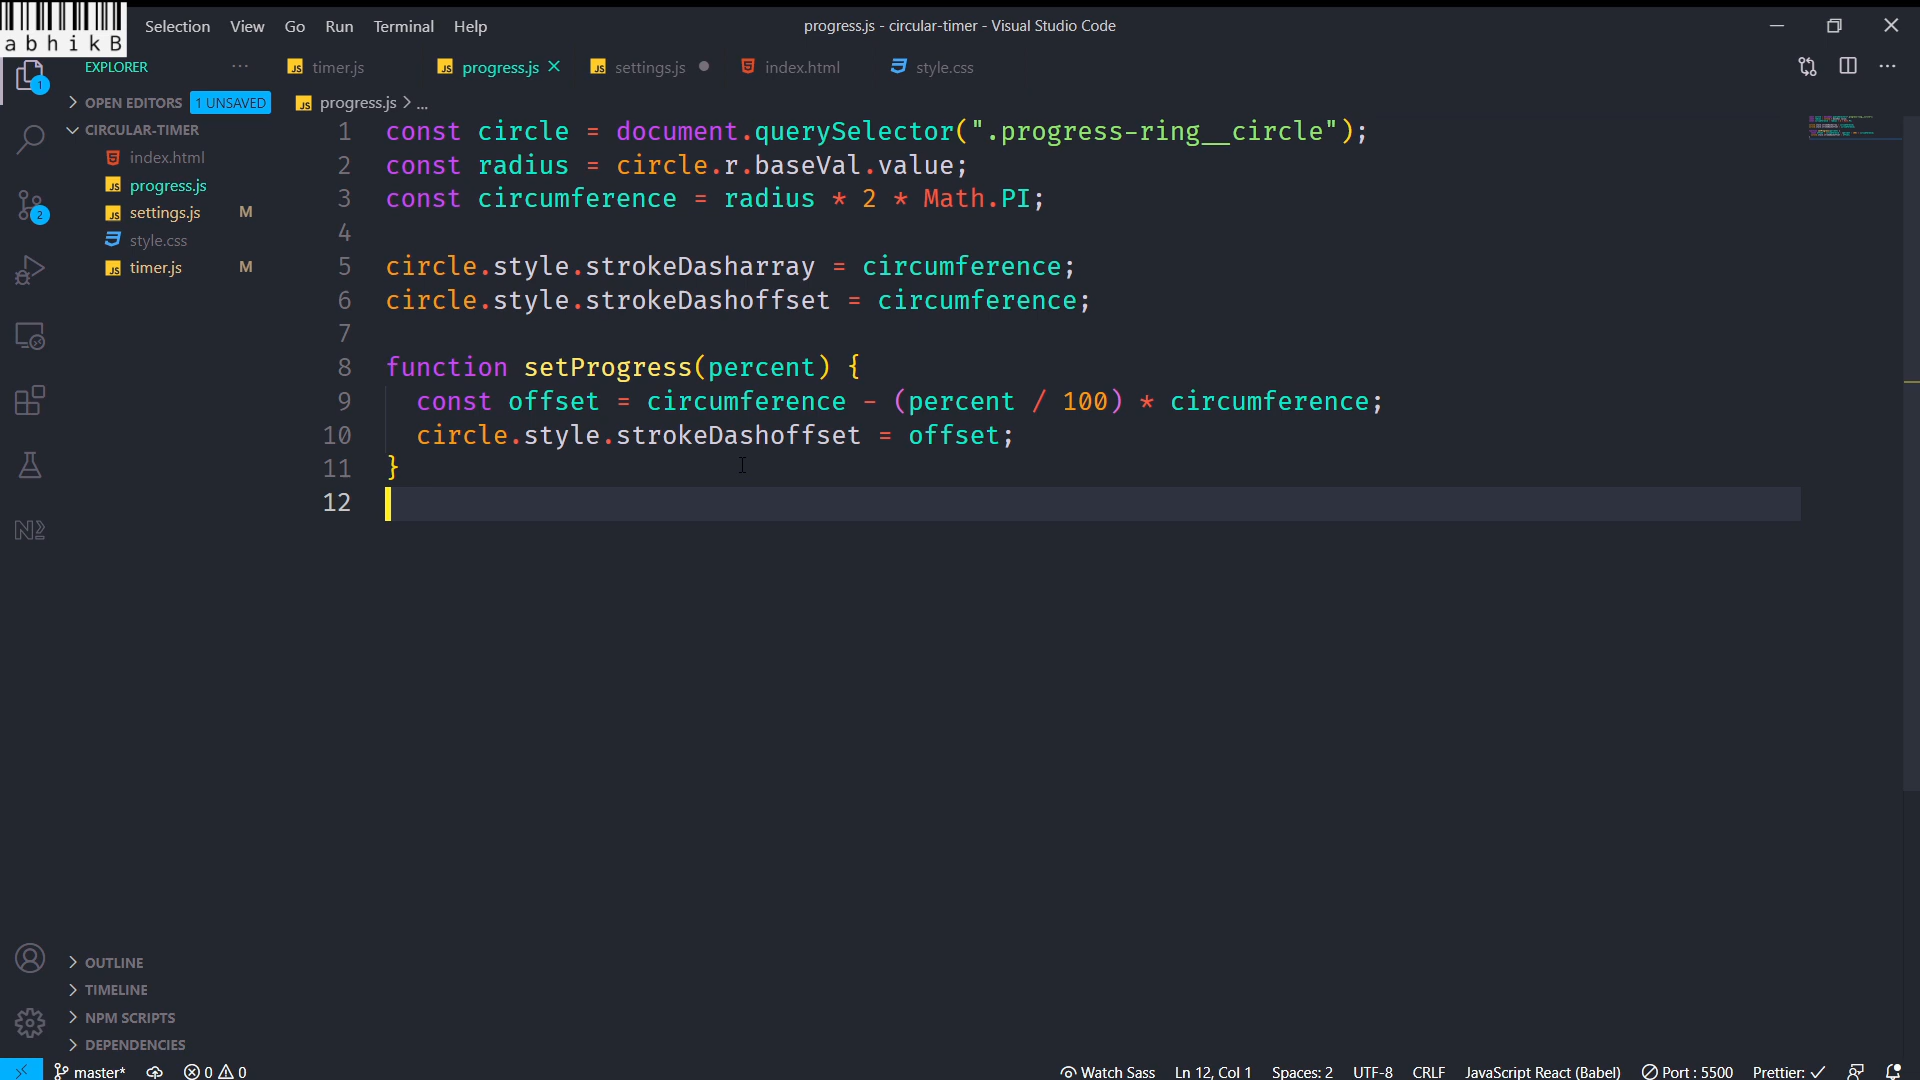 abhikB
Selection View Go Run Terminal Help
progress.js - circular-timer - Visual Studio Code
EXPLORER ···
timer.js progress.js settings.js index.html style.css
1
OPEN EDITORS 1 UNSAVED
progress.js > ...
CIRCULAR-TIMER
index.html
progress.js
settings.js M
style.css
timer.js M
2
1 const circle = document.querySelector(".progress-ring__circle");
2 const radius = circle.r.baseVal.value;
3 const circumference = radius * 2 * Math.PI;
4
5 circle.style.strokeDasharray = circumference;
6 circle.style.strokeDashoffset = circumference;
7
8 function setProgress(percent) {
9 const offset = circumference - (percent / 100) * circumference;
10 circle.style.strokeDashoffset = offset;
11 }
12
OUTLINE
TIMELINE
NPM SCRIPTS
DEPENDENCIES
master* 0 0 Watch Sass Ln 12, Col 1 Spaces: 2 UTF-8 CRLF JavaScript React (Babel) Port : 5500 Prettier: ✓